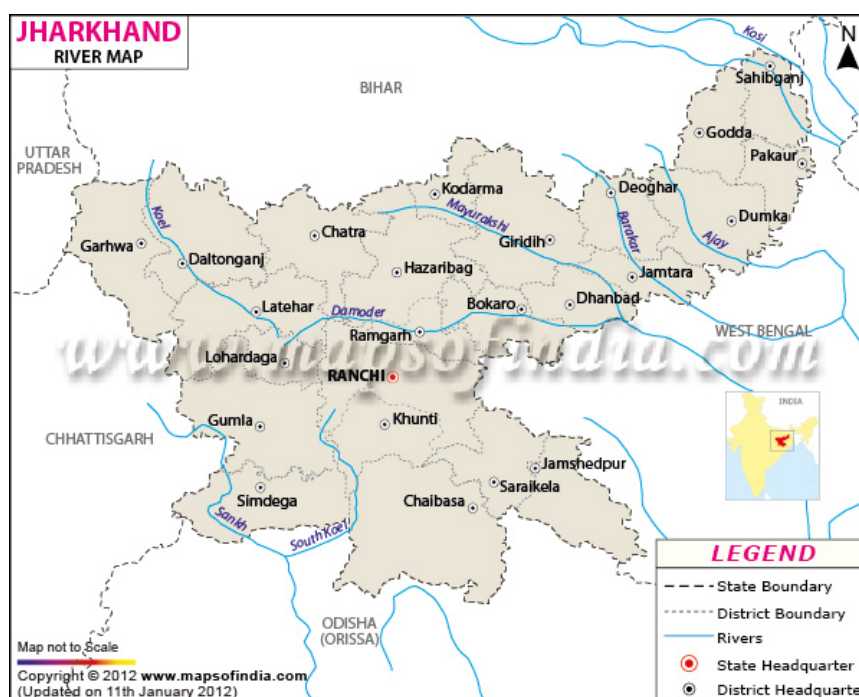 JHARKHAND
RIVER MAP
N
Kosi
Sahibganj
BIHAR
Godda
UTTAR
PRADESH
Pakaur
Kodarma
Deoghar
Koel
Mayurakshi
Barakar
Dumka
Ajay
Garhwa
Chatra
Giridih
Daltonganj
Hazaribag
Jamtara
Latehar
Damoder
Bokaro
Dhanbad
Ramgarh
WEST BENGAL
www.mapsofindia.com
Lohardaga
RANCHI
INDIA
CHHATTISGARH
Gumla
Khunti
Jamshedpur
Simdega
Saraikela
Chaibasa
Sankh
South Koel
LEGEND
State Boundary
District Boundary
Rivers
State Headquarter
District Headquarte
ODISHA
(ORISSA)
Map not to Scale
Copyright © 2012 www.mapsofindia.com
(Updated on 11th January 2012)